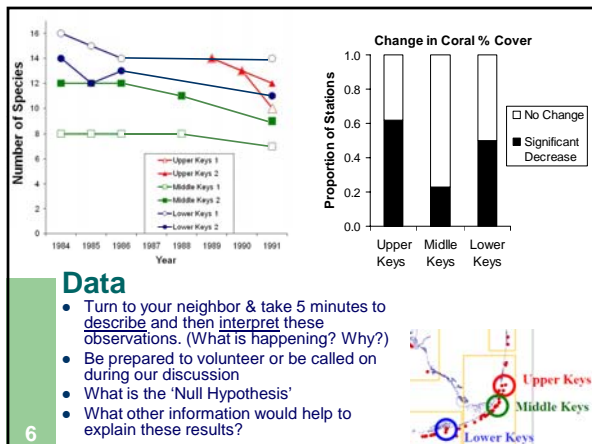 Number of Species
16
14
12
10
8
6
4
2
0
Upper Keys 1
Upper Keys 2
Middle Keys 1
Middle Keys 2
Lower Keys 1
Lower Keys 2
1984 1985 1986 1987 1988 1989 1990 1991
Year
Change in Coral % Cover
Proportion of Stations
1.0
0.8
0.6
0.4
0.2
0.0
Upper Keys
Midlle Keys
Lower Keys
No Change
Significant
Decrease
Data
Turn to your neighbor & take 5 minutes to
describe and then interpret these
observations. (What is happening? Why?)
Be prepared to volunteer or be called on
during our discussion
What is the ‘Null Hypothesis’
What other information would help to
explain these results?
Upper Keys
Middle Keys
Lower Keys
6